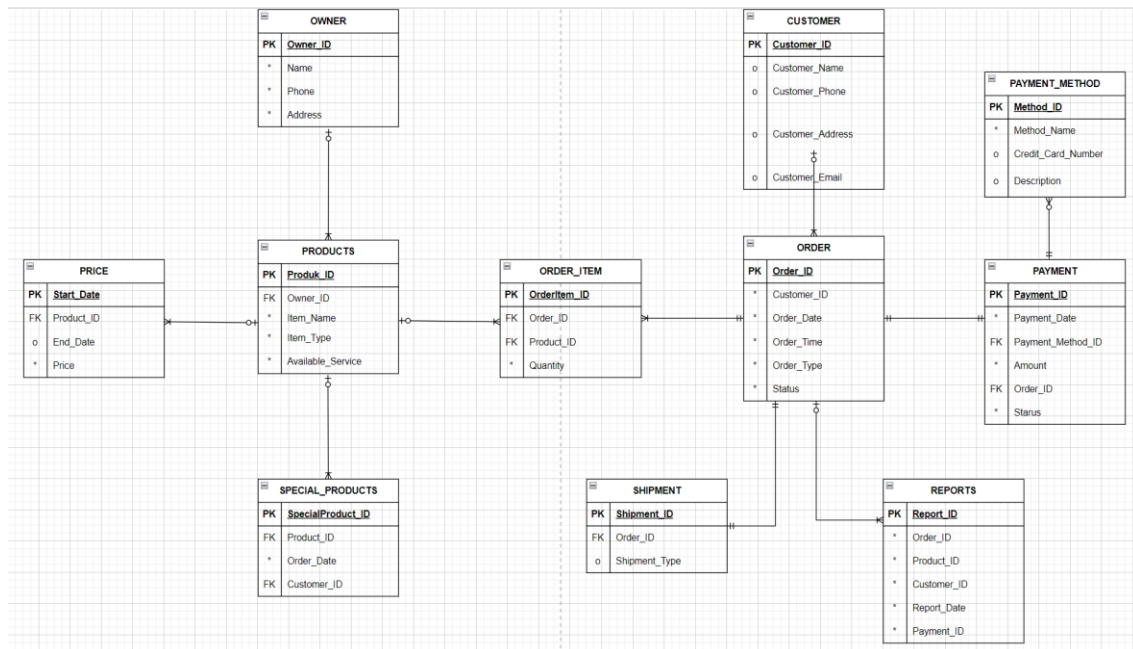 OWNER
PK Owner_ID
* Name
* Phone
* Address
CUSTOMER
PK Customer_ID
o Customer_Name
o Customer_Phone
o Customer_Address
o Customer_Email
PAYMENT_METHOD
PK Method_ID
* Method_Name
o Credit_Card_Number
o Description
PRICE
PK Start_Date
FK Product_ID
o End_Date
* Price
PRODUCTS
PK Produk_ID
FK Owner_ID
* Item_Name
* Item_Type
* Available_Service
ORDER_ITEM
PK OrderItem_ID
FK Order_ID
FK Product_ID
* Quantity
ORDER
PK Order_ID
* Customer_ID
* Order_Date
* Order_Time
* Order_Type
* Status
PAYMENT
PK Payment_ID
* Payment_Date
FK Payment_Method_ID
* Amount
FK Order_ID
* Starus
SPECIAL_PRODUCTS
PK SpecialProduct_ID
FK Product_ID
* Order_Date
FK Customer_ID
SHIPMENT
PK Shipment_ID
FK Order_ID
o Shipment_Type
REPORTS
PK Report_ID
* Order_ID
* Product_ID
* Customer_ID
* Report_Date
* Payment_ID